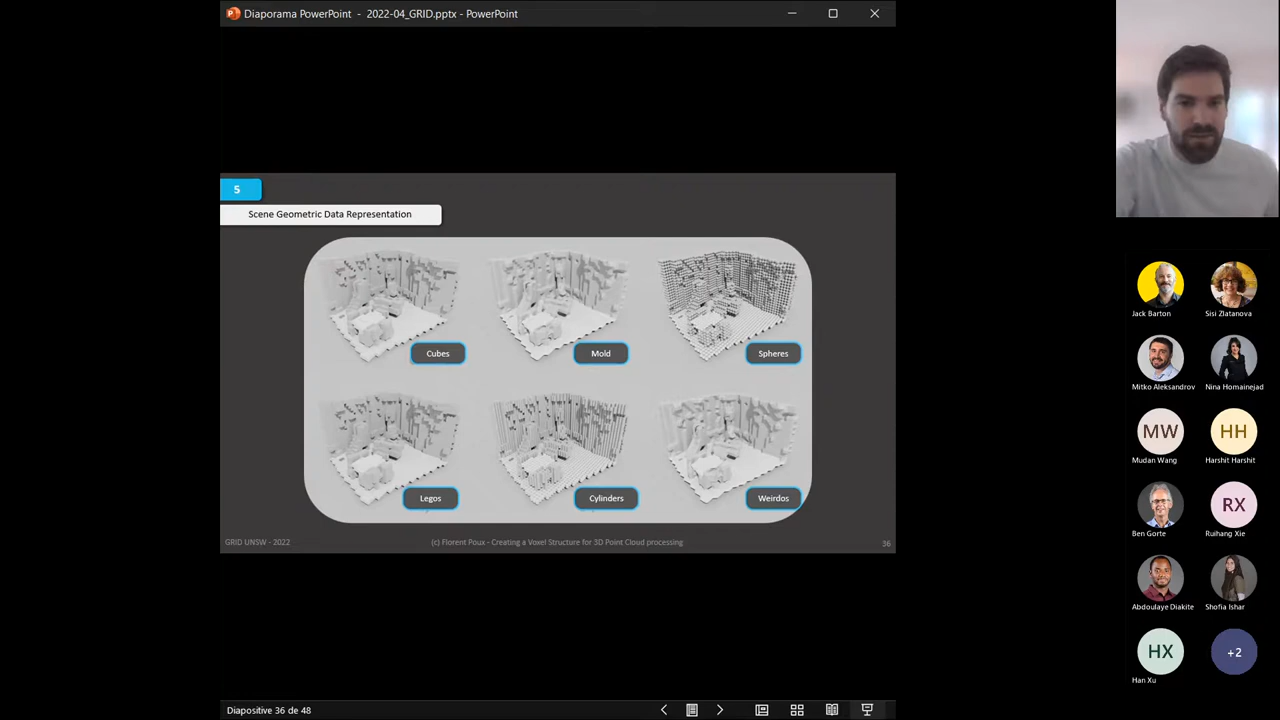 Diaporama PowerPoint - 2022-04_GRID.pptx - PowerPoint
5
Scene Geometric Data Representation
Cubes
Mold
Spheres
Legos
Cylinders
Weirdos
GRID UNSW - 2022
(c) Florent Poux - Creating a Voxel Structure for 3D Point Cloud processing
36
Diapositive 36 de 48
Jack Barton
Sisi Zlatanova
Mitko Aleksandrov
Nina Homainejad
MW
Mudan Wang
HH
Harshit Harshit
Ben Gorte
RX
Ruihang Xie
Abdoulaye Diakite
Shofia Ishar
HX
Han Xu
+2